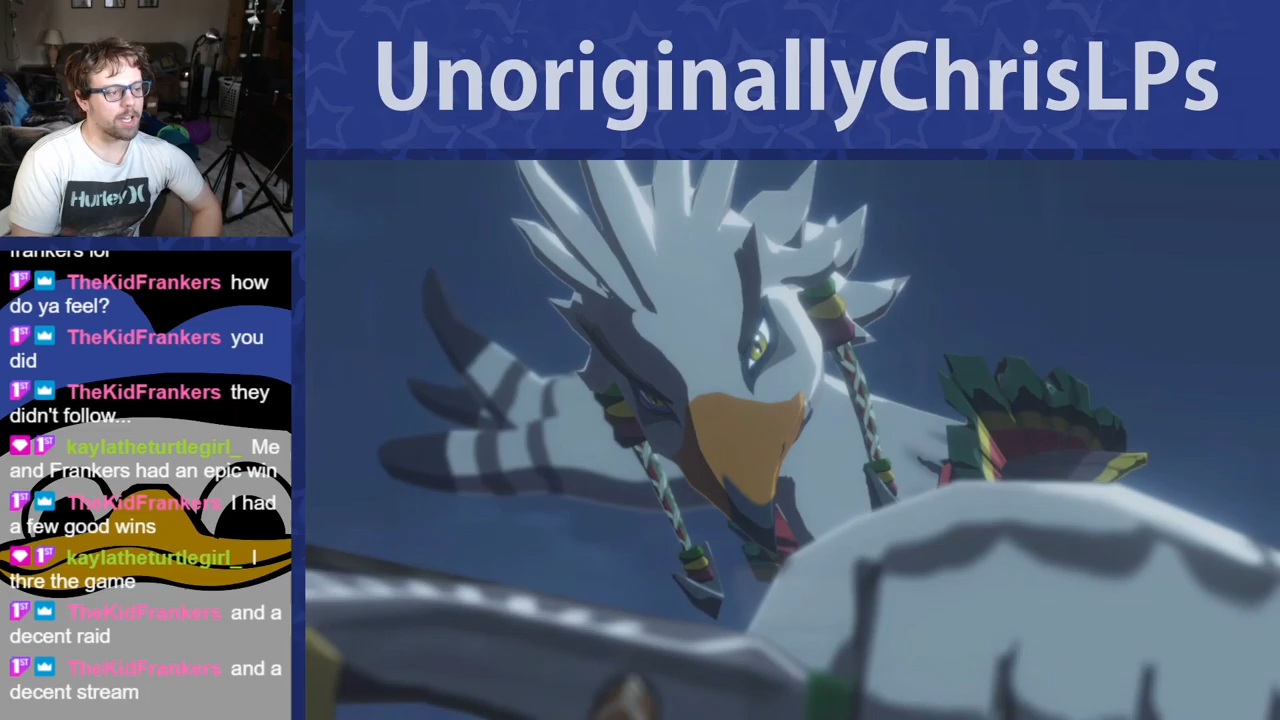 UnoriginallyChrisLPs
Hurley
frankers lol
TheKidFrankers how
do ya feel?
TheKidFrankers you
did
TheKidFrankers they
didn't follow...
kaylatheturtlegirl_ Me
and Frankers had an epic win
TheKidFrankers I had
a few good wins
kaylatheturtlegirl_ I
thre the game
TheKidFrankers and a
decent raid
TheKidFrankers and a
decent stream